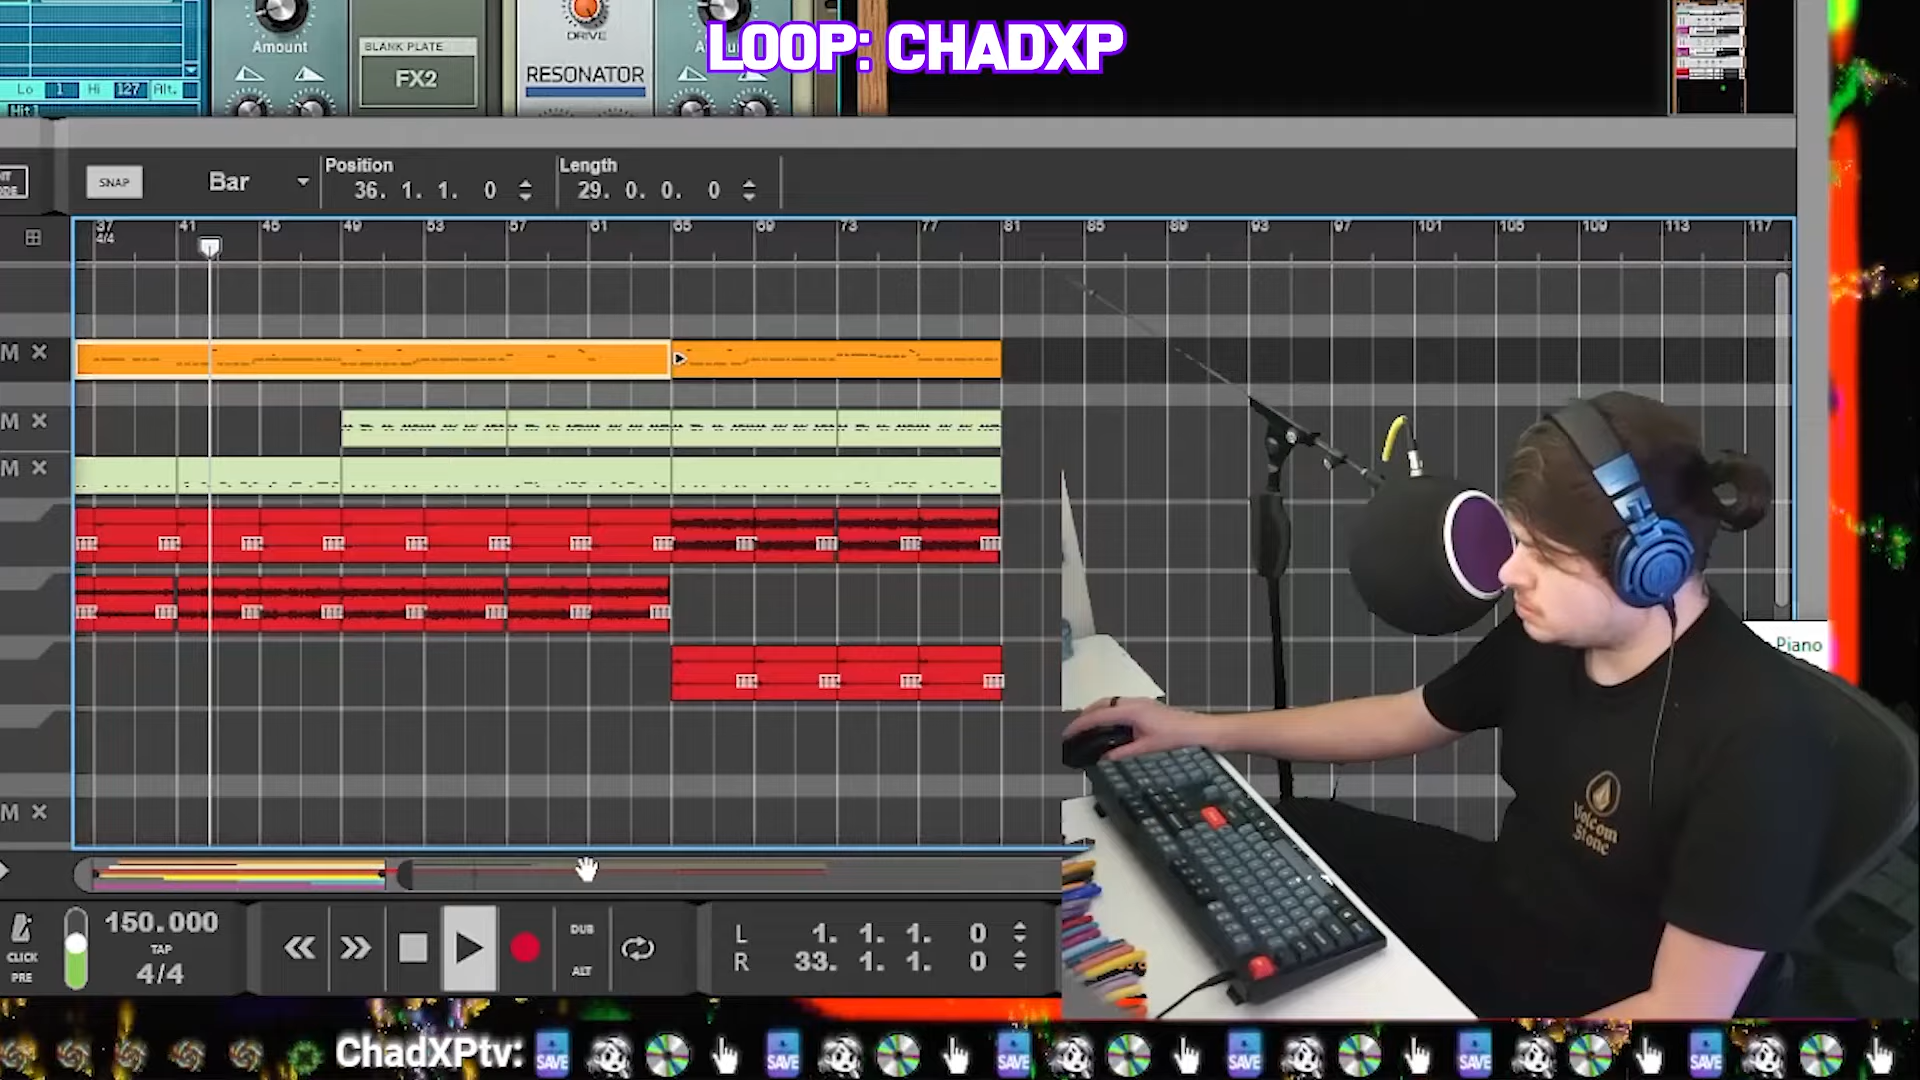 LOOP: CHADXP
Amount
BLANK PLATE
FX2
DRIVE
RESONATOR
Lo 1 Hi 127 Alt.
Hit1
SNAP
Bar
Position
36. 1. 1. 0
Length
29. 0. 0. 0
37 41 45 49 53 57 61 65 69 73 77 81 85 89 93 97 101 105 109 113 117
4/4
M
M
M
Piano
M
Volcom
Stone
CLICK
PRE
150.000
TAP
4/4
DUB
ALT
L 1. 1. 1. 0
R 33. 1. 1. 0
ChadXPtv:
SAVE SAVE SAVE SAVE SAVE SAVE